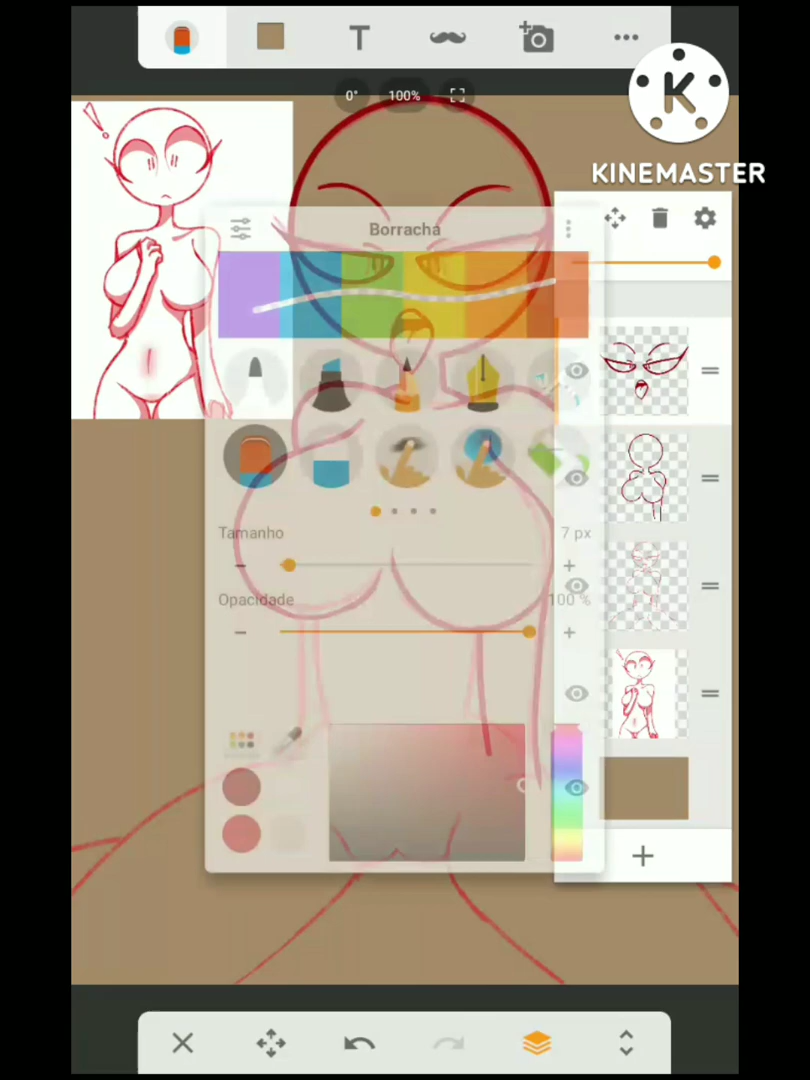 T
K
KINEMASTER
0°
100%
Borracha
Tamanho
7 px
Opacidade
100 %